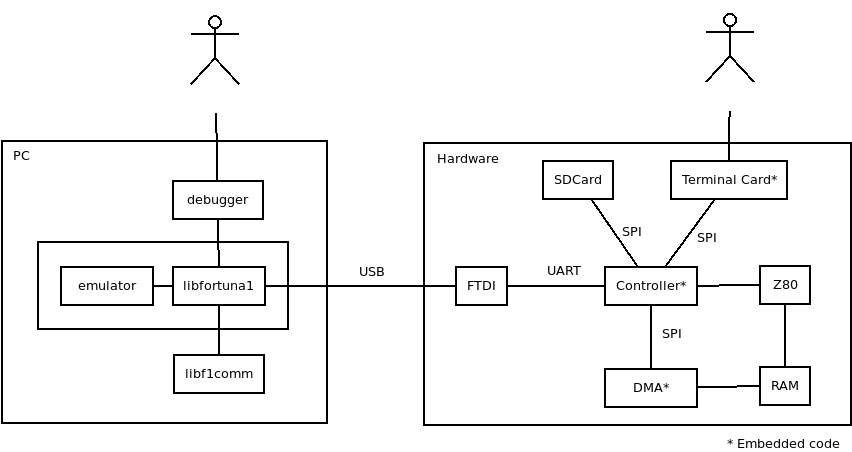 PC
Hardware
SDCard
Terminal Card*
debugger
SPI
SPI
USB
UART
emulator
libfortuna1
FTDI
Controller*
Z80
SPI
libf1comm
DMA*
RAM
* Embedded code